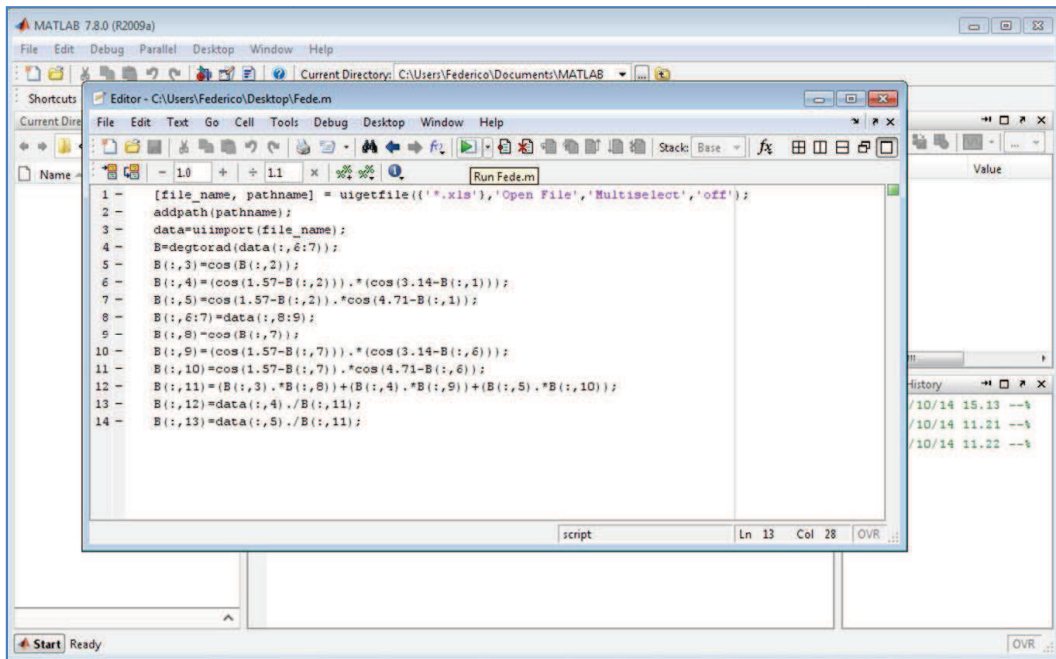 MATLAB 7.8.0 (R2009a)
File Edit Debug Parallel Desktop Window Help
Current Directory: C:\Users\Federico\Documents\MATLAB
Shortcuts
Editor - C:\Users\Federico\Desktop\Fede.m
Current Dire
File Edit Text Go Cell Tools Debug Desktop Window Help
Stack: Base
fx
Name
- 1.0 + ÷ 1.1 ×
Run Fede.m
Value
1 - [file_name, pathname] = uigetfile({'*.xls'},'Open File','Multiselect','off');
2 - addpath(pathname);
3 - data=uiimport(file_name);
4 - B=degtorad(data(:,6:7));
5 - B(:,3)=cos(B(:,2));
6 - B(:,4)=(cos(1.57-B(:,2))).*(cos(3.14-B(:,1)));
7 - B(:,5)=cos(1.57-B(:,2)).*cos(4.71-B(:,1));
8 - B(:,6:7)=data(:,8:9);
9 - B(:,8)=cos(B(:,7));
10 - B(:,9)=(cos(1.57-B(:,7))).*(cos(3.14-B(:,6)));
11 - B(:,10)=cos(1.57-B(:,7)).*cos(4.71-B(:,6));
12 - B(:,11)=(B(:,3).*B(:,8))+(B(:,4).*B(:,9))+(B(:,5).*B(:,10));
13 - B(:,12)=data(:,4)./B(:,11);
14 - B(:,13)=data(:,5)./B(:,11);
History
/10/14 15.13 --%
/10/14 11.21 --%
/10/14 11.22 --%
script Ln 13 Col 28 OVR
Start Ready OVR